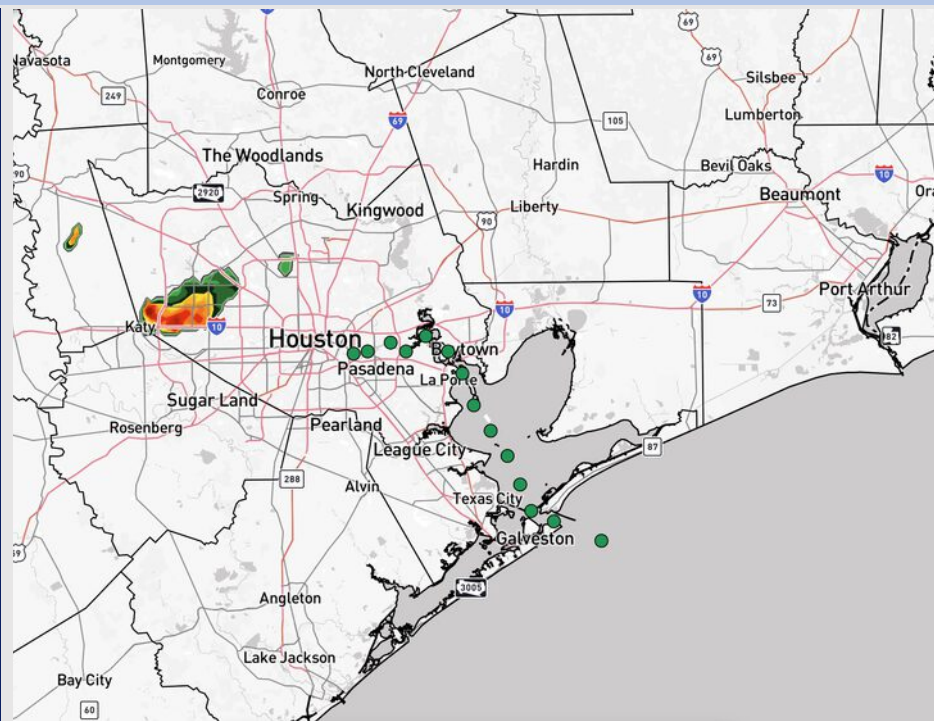 69
Navasota
Montgomery
North Cleveland
69
Silsbee
249
Conroe
69
105
Lumberton
The Woodlands
Hardin
Bevil Oaks
90
10
2920
Spring
Beaumont
Kingwood
90
Liberty
Port Arthur
10
10
73
Katy
10
82
Houston
Baytown
Pasadena
La Porte
Sugar Land
Rosenberg
Pearland
League City
87
288
Alvin
Texas City
Galveston
59
3005
Angleton
Lake Jackson
Bay City
60